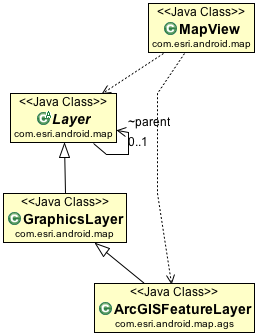 <<Java Class>>
MapView
com.esri.android.map
<<Java Class>>
Layer
com.esri.android.map
~parent
0..1
<<Java Class>>
GraphicsLayer
com.esri.android.map
<<Java Class>>
ArcGISFeatureLayer
com.esri.android.map.ags